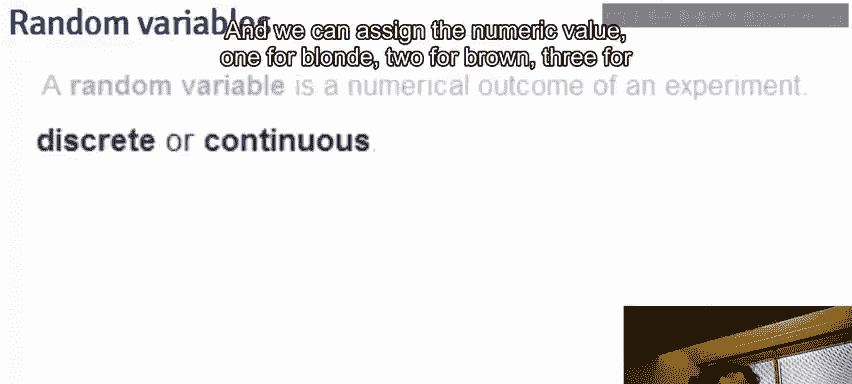 Random variables
And we can assign the numeric value,
one for blonde, two for brown, three for
A random variable is a numerical outcome of an experiment.
discrete or continuous.